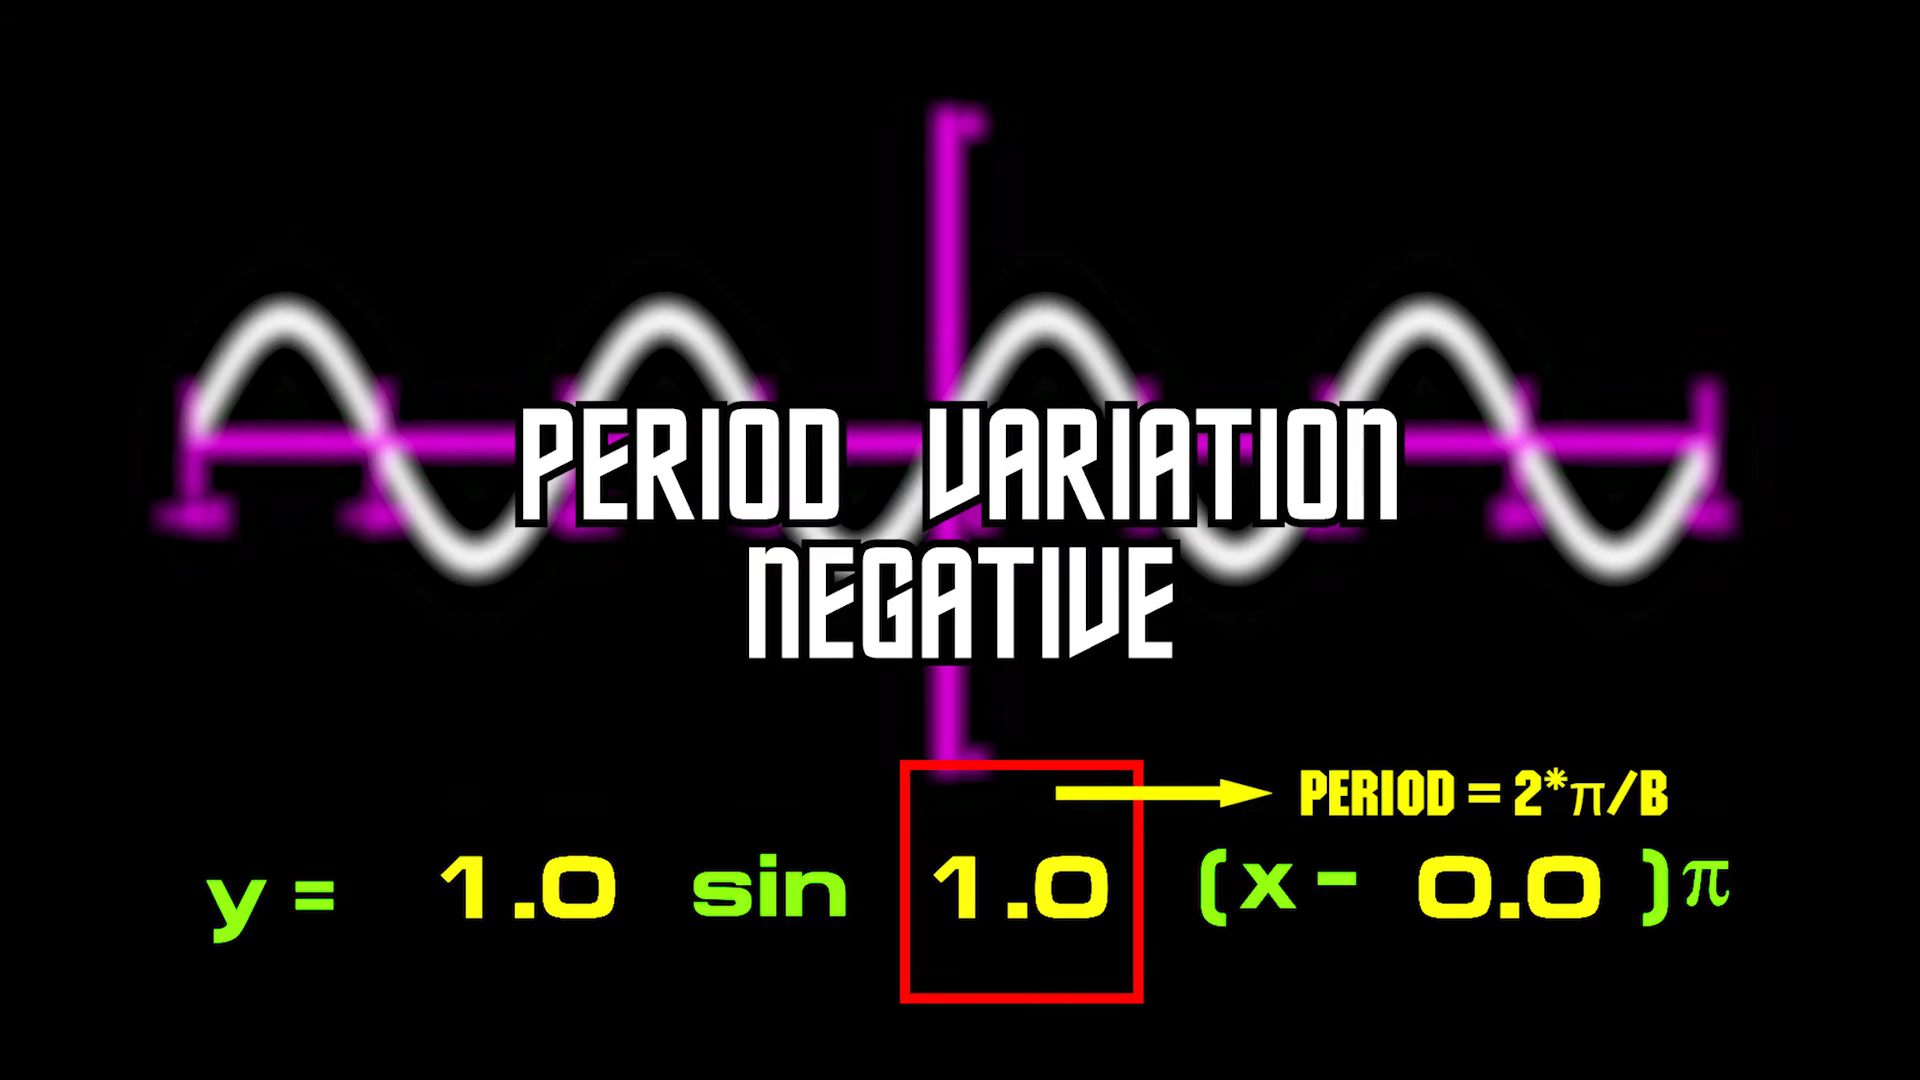 PERIOD VARIATION
NEGATIVE
PERIOD = 2*π/B
y = 1.0 sin 1.0 (x - 0.0 )π